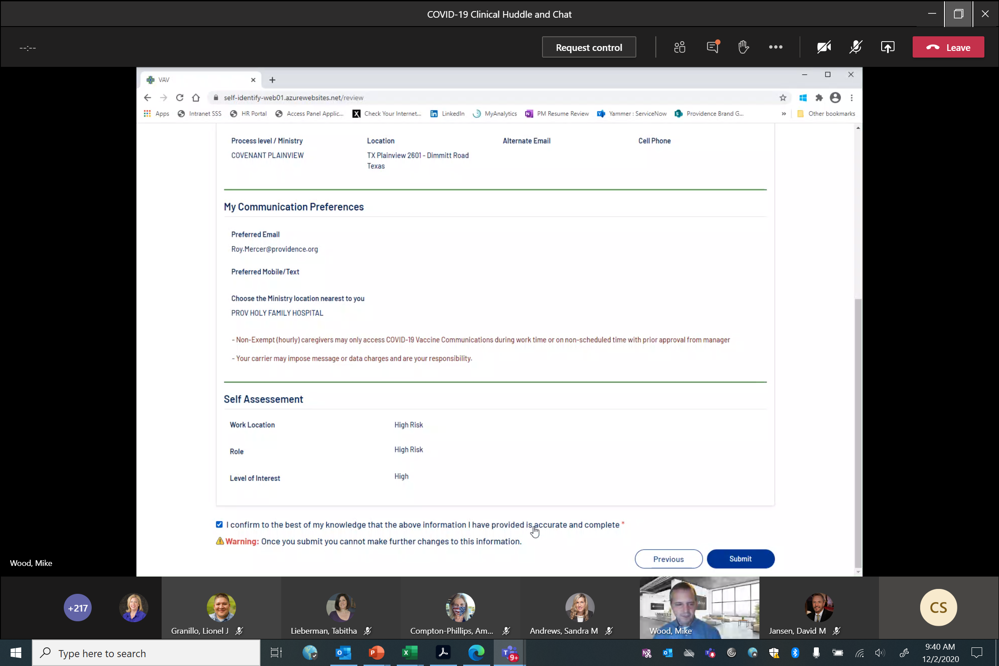 COVID-19 Clinical Huddle and Chat
--:--
Request control
Leave
VAV
self-identify-web01.azurewebsites.net/review
Apps Intranet SSS HR Portal Access Panel Applic... Check Your Internet... LinkedIn MyAnalytics PM Resume Review Yammer : ServiceNow Providence Brand G... » Other bookmarks
Process level / Ministry Location Alternate Email Cell Phone
COVENANT PLAINVIEW TX Plainview 2601 - Dimmitt Road
Texas
My Communication Preferences
Preferred Email
Roy.Mercer@providence.org
Preferred Mobile/Text
Choose the Ministry location nearest to you
PROV HOLY FAMILY HOSPITAL
- Non-Exempt (hourly) caregivers may only access COVID-19 Vaccine Communications during work time or on non-scheduled time with prior approval from manager
- Your carrier may impose message or data charges and are your responsibility.
Self Assessement
Work Location High Risk
Role High Risk
Level of Interest High
I confirm to the best of my knowledge that the above information I have provided is accurate and complete *
Warning: Once you submit you cannot make further changes to this information.
Previous Submit
Wood, Mike
+217
CS
Granillo, Lionel J Lieberman, Tabitha Compton-Phillips, Am... Andrews, Sandra M Wood, Mike Jansen, David M
Type here to search
9+
9:40 AM
12/2/2020